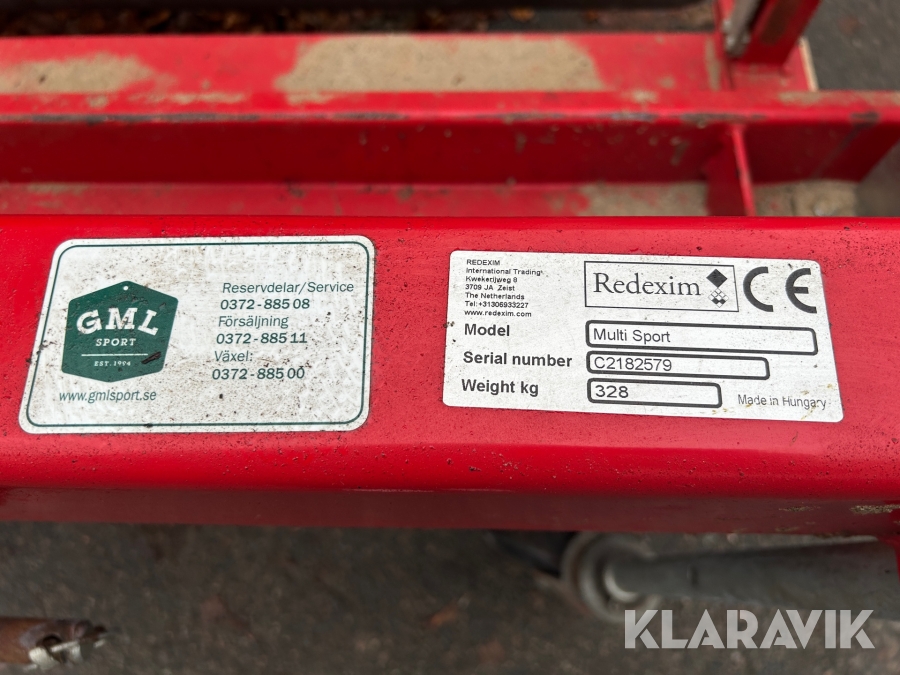 GML
SPORT
EST. 1994
www.gmlsport.se
Reservdelar/Service
0372-885 08
Försäljning
0372-885 11
Växel:
0372-885 00
REDEXIM
International Trading
Kwekerijweg 8
3709 JA Zeist
The Netherlands
Tel:+31306933227
www.redexim.com
Redexim
CE
Model Multi Sport
Serial number C2182579
Weight kg 328
Made in Hungary
KLARAVIK